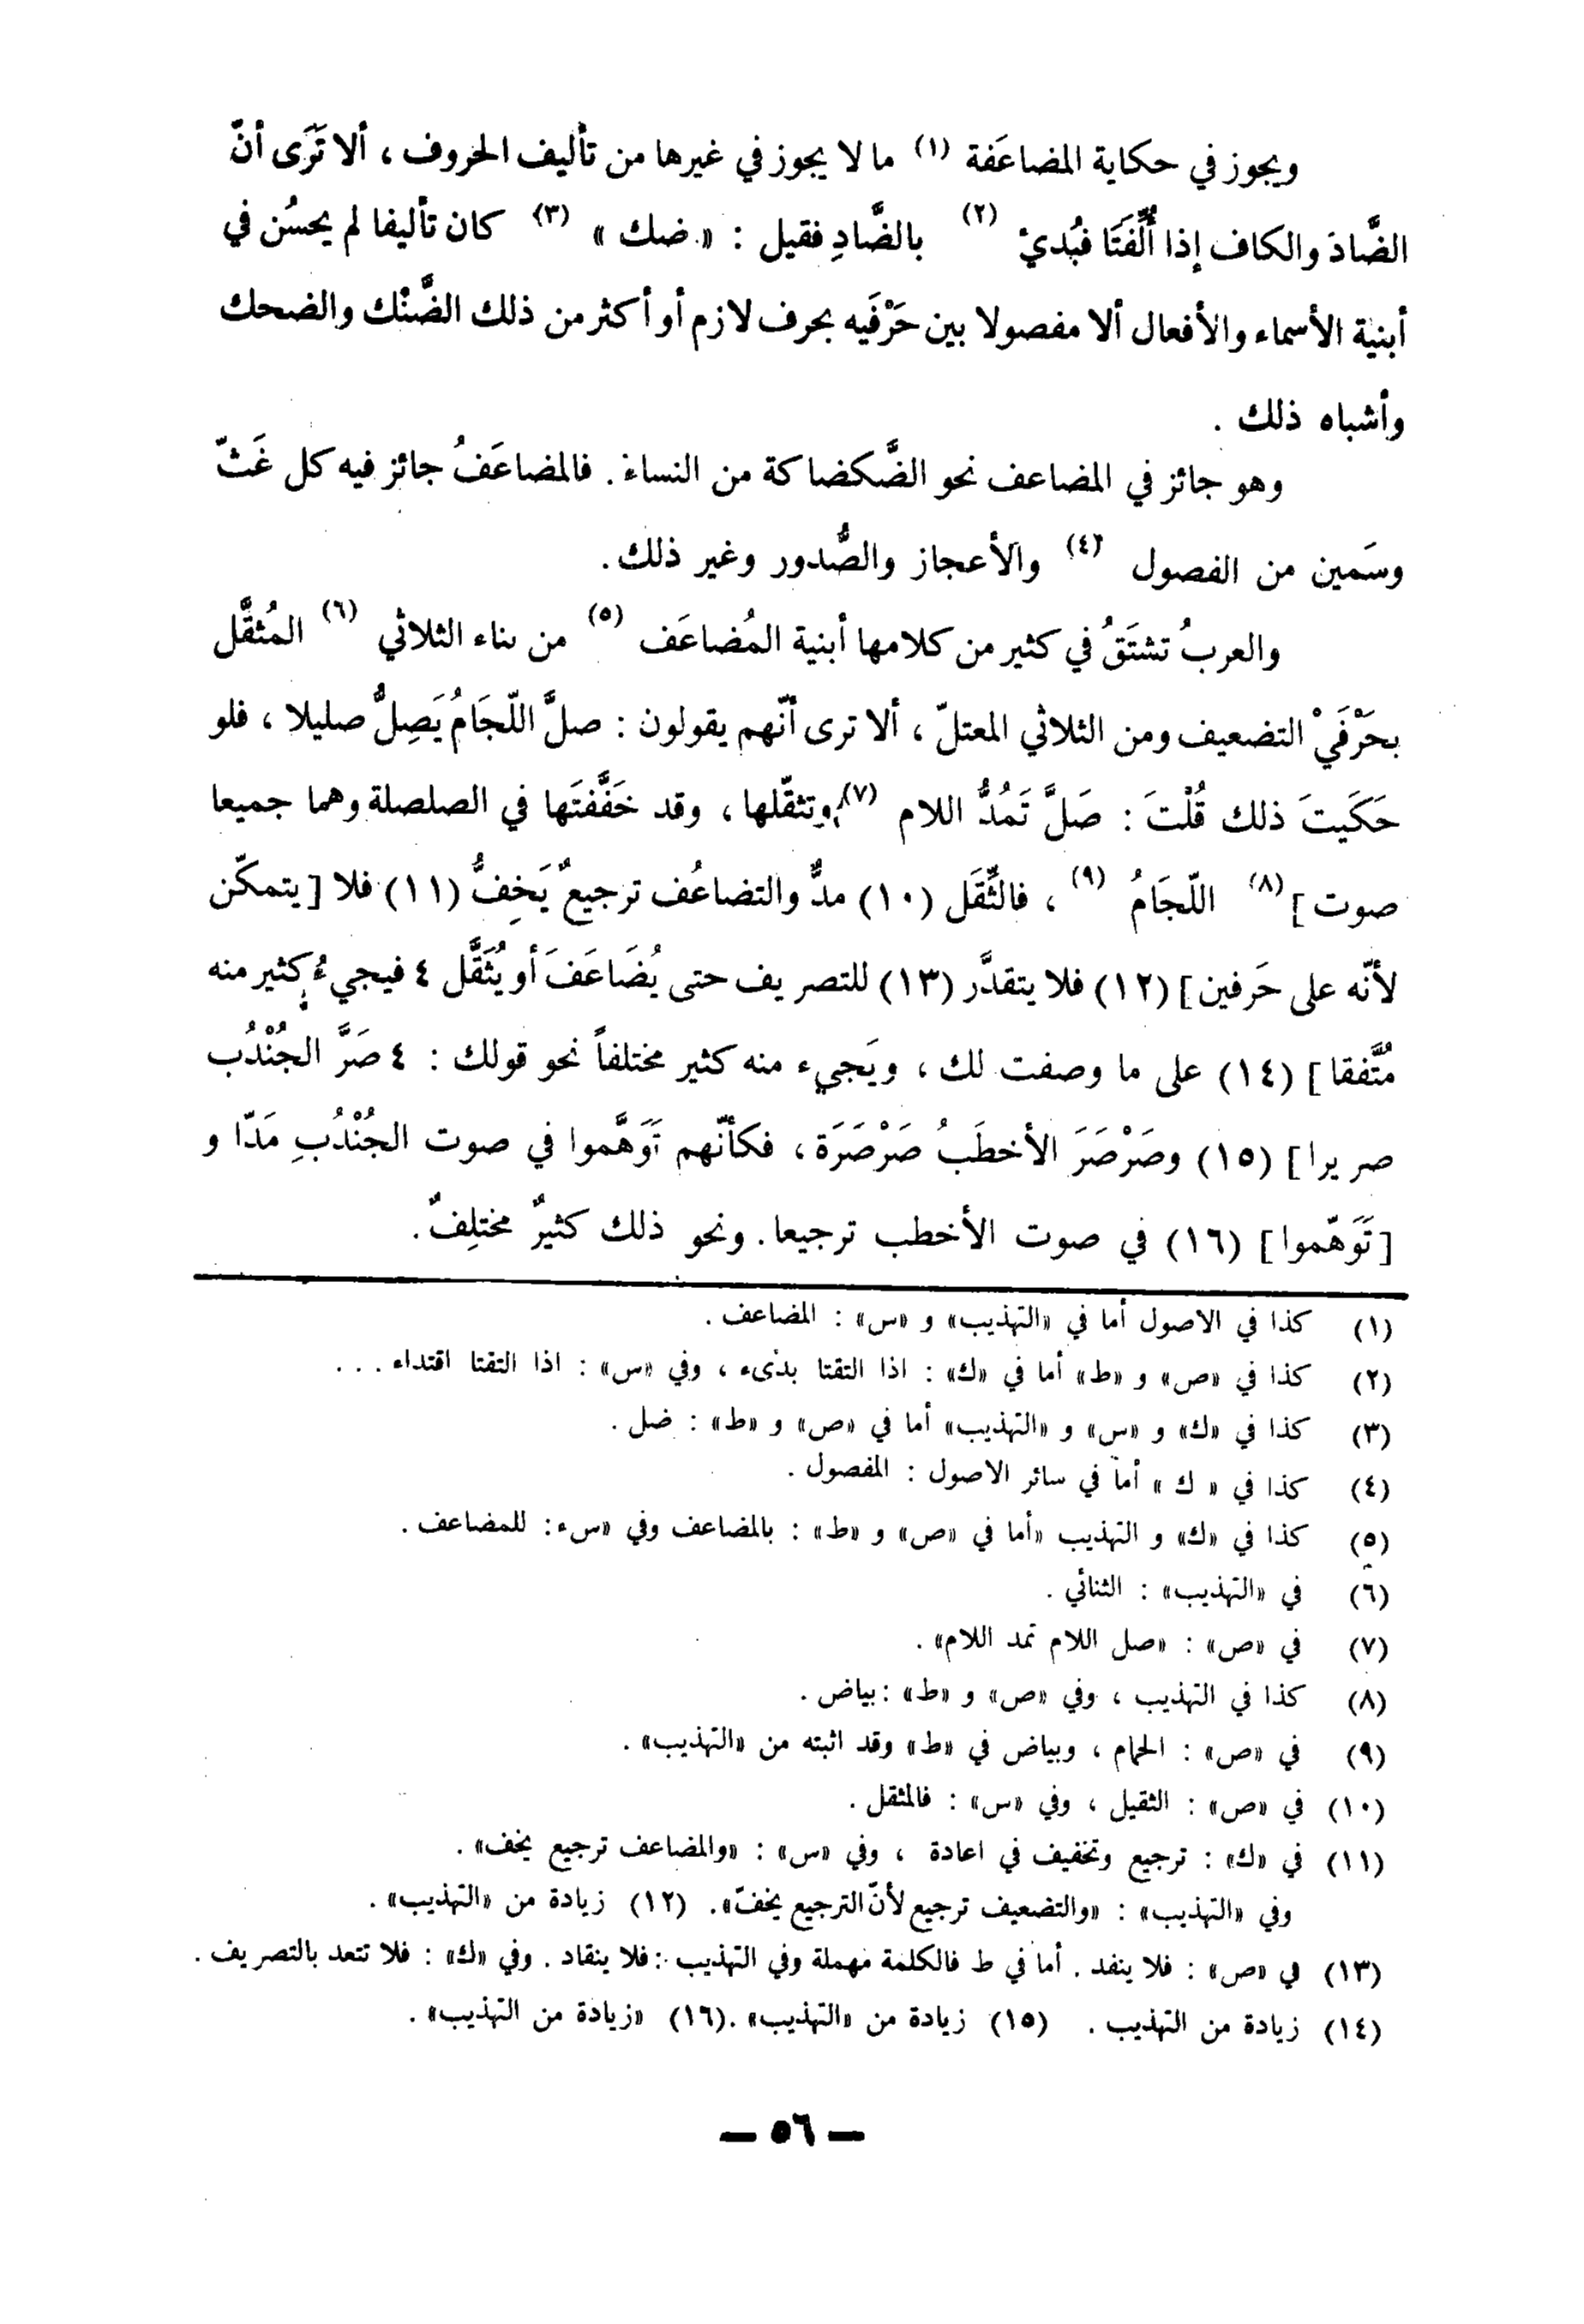 ويجوز في حكاية المضاعَفة (١) ما لا يجوز في غيرها من تأليف الحروف ، ألا تَرَى أنّ
الضَّادَ والكاف إذا أُلِّفَتَا فبُديْ (٢) بالضَّادِ فقيل : « ضك » (٣) كان تأليفا لم يحسُن في
أبنية الأسماء والأفعال ألا مفصولا بين حَرْفَيه بحرف لازم أو أكثر من ذلك الضَّنْك والضحك
وأشباه ذلك .
وهو جائز في المضاعف نحو الضَّكضاكة من النساء . فالمضاعَفُ جائز فيه كل غَثّ
وسَمين من الفصول (٤) والأعجاز والصُّدور وغير ذلك .
والعربُ تشتَقُ في كثير من كلامها أبنية المُضاعَف (٥) من بناء الثلاثي (٦) المُثقَّل
بحَرْفَيْ التضعيف ومن الثلاثي المعتلّ ، ألا ترى أنّهم يقولون : صلَّ اللّجَامُ يَصِلُّ صليلا ، فلو
حَكَيتَ ذلك قُلْتَ : صَلَّ تَمُدُّ اللام (٧) وتثقّلها ، وقد خَفَّفتَها في الصلصلة وهما جميعا
صوت ] (٨) اللّجَامُ (٩) ، فالثِّقَل (١٠) مدٌّ والتضاعُف ترجيعٌ يَخِفُّ (١١) فلا [ يتمكّن
لأنّه على حَرفين ] (١٢) فلا يتقدَّر (١٣) للتصريف حتى يُضَاعَفَ أو يُثَقَّل ٤ فيجيءُ كثير منه
مُتَّفقا ] (١٤) على ما وصفت لك ، ويَجيء منه كثير مختلفاً نحو قولك : ٤ صَرَّ الجُنْدُب
صريرا ] (١٥) وصَرْصَرَ الأخطَبُ صَرْصَرَة ، فكأنّهم تَوَهَّموا في صوت الجُنْدُبِ مَدّا و
[ تَوَهّموا ] (١٦) في صوت الأخطب ترجيعا . ونحو ذلك كثيرٌ مختلِفٌ .
(١) كذا في الاصول أما في «التهذيب» و «س» : المضاعف .
(٢) كذا في «ص» و «ط» أما في «ك» : اذا التقتا بدىء ، وفي «س» : اذا التقتا اقتداء . . .
(٣) كذا في «ك» و «س» و «التهذيب» أما في «ص» و «ط» : ضل .
(٤) كذا في « ك » أما في سائر الاصول : المفصول .
(٥) كذا في «ك» و التهذيب «أما في «ص» و «ط» : بالمضاعف وفي «سء : للمضاعف .
(٦) في «التهذيب» : الثنائي .
(٧) في «ص» : «صل اللام تمد اللام» .
(٨) كذا في التهذيب ، وفي «ص» و «ط» : بياض .
(٩) في «ص» : الحمام ، وبياض في «ط» وقد اثبته من «التهذيب» .
(١٠) في «ص» : الثقيل ، وفي «س» : فالمثقل .
(١١) في «ك» : ترجيع وتخفيف في اعادة ، وفي «س» : «والمضاعف ترجيع يخف» .
وفي «التهذيب» : «والتضعيف ترجيع لأنّ الترجيع يخفّ» . (١٢) زيادة من «التهذيب» .
(١٣) في «ص» : فلا ينفد . أما في ط فالكلمة مهملة وفي التهذيب : فلا ينقاد . وفي «ك» : فلا تتعد بالتصريف .
(١٤) زيادة من التهذيب . (١٥) زيادة من «التهذيب» . (١٦) «زيادة من التهذيب» .
— ٥٦ —